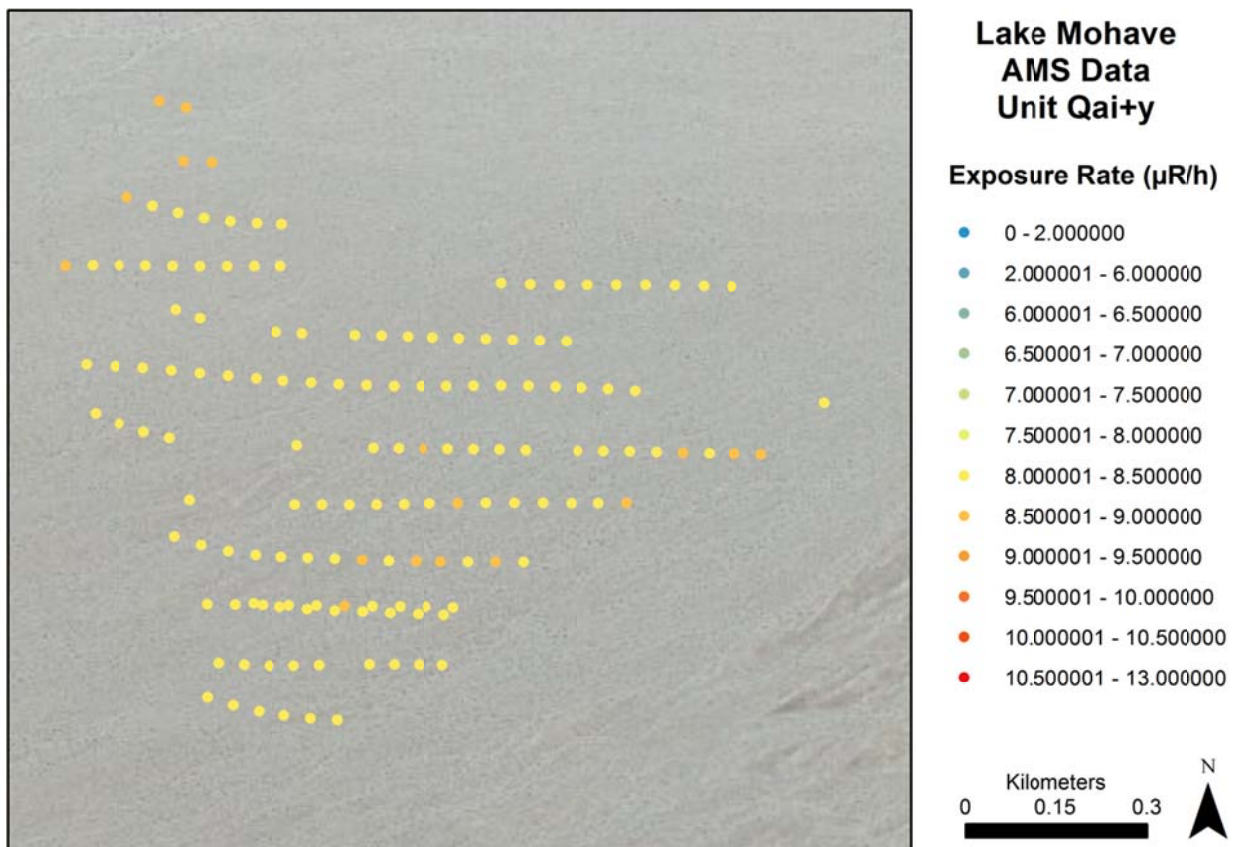 Lake Mohave
AMS Data
Unit Qai+y
Exposure Rate (µR/h)
0 - 2.000000
2.000001 - 6.000000
6.000001 - 6.500000
6.500001 - 7.000000
7.000001 - 7.500000
7.500001 - 8.000000
8.000001 - 8.500000
8.500001 - 9.000000
9.000001 - 9.500000
9.500001 - 10.000000
10.000001 - 10.500000
10.500001 - 13.000000
Kilometers
0 0.15 0.3
N